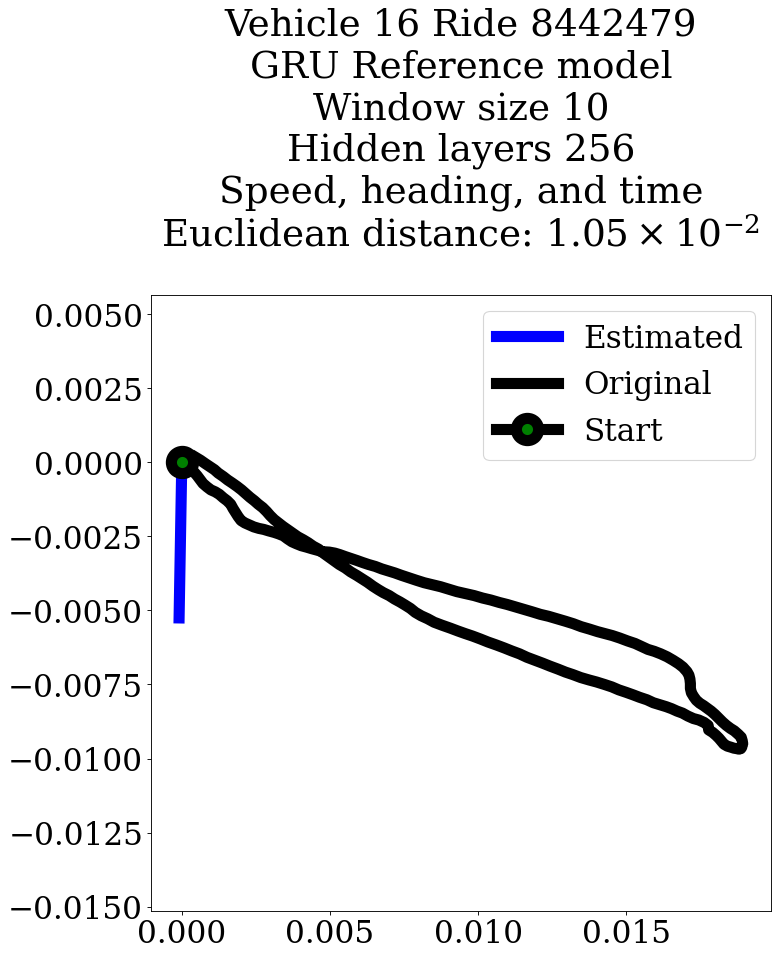 Vehicle 16 Ride 8442479
GRU Reference model
Window size 10
Hidden layers 256
Speed, heading, and time
Euclidean distance: 1.05 × 10⁻²
Estimated
Original
Start
0.0050
0.0025
0.0000
−0.0025
−0.0050
−0.0075
−0.0100
−0.0125
−0.0150
0.000 0.005 0.010 0.015